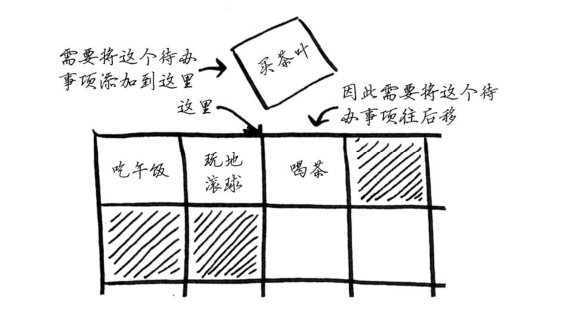 买茶叶
需要将这个待办
事项添加到这里
这里
因此需要将这个待
办事项往后移
吃午饭
玩地
滚球
喝茶